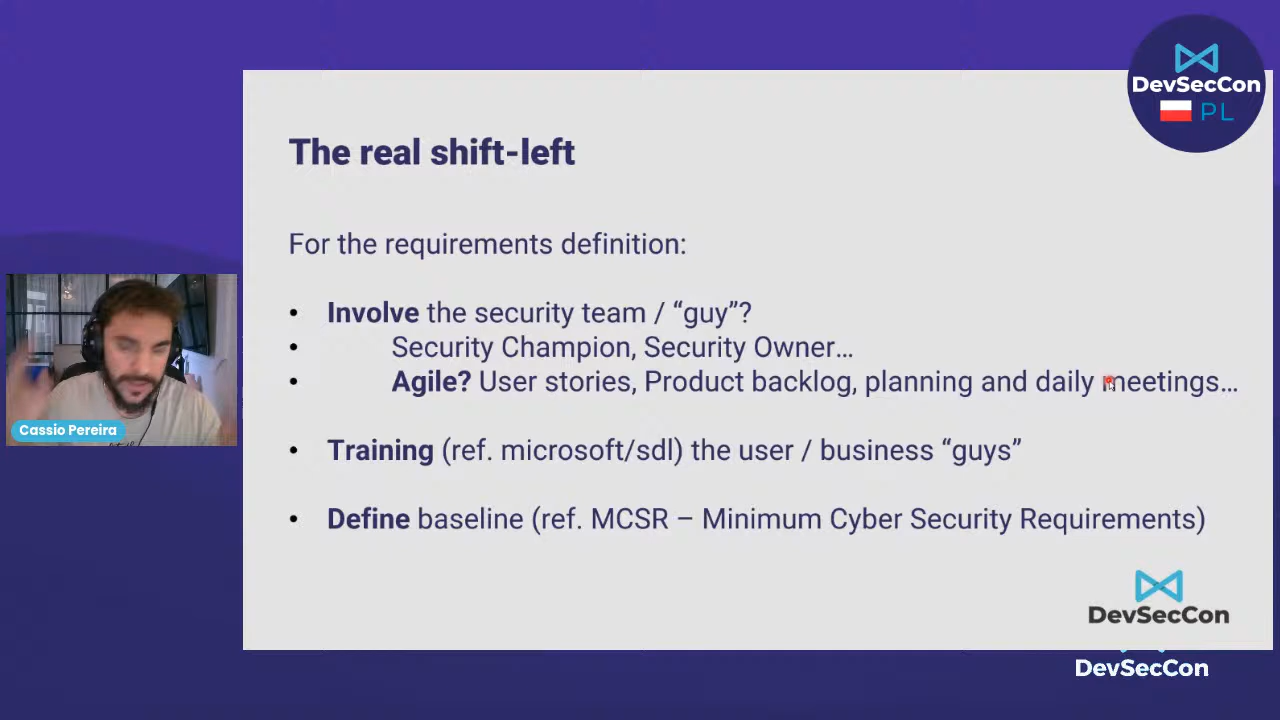 DevSecCon
PL
The real shift-left
For the requirements definition:
• Involve the security team / “guy”?
• Security Champion, Security Owner…
• Agile? User stories, Product backlog, planning and daily meetings…
• Training (ref. microsoft/sdl) the user / business “guys”
• Define baseline (ref. MCSR – Minimum Cyber Security Requirements)
Cassio Pereira
DevSecCon
DevSecCon